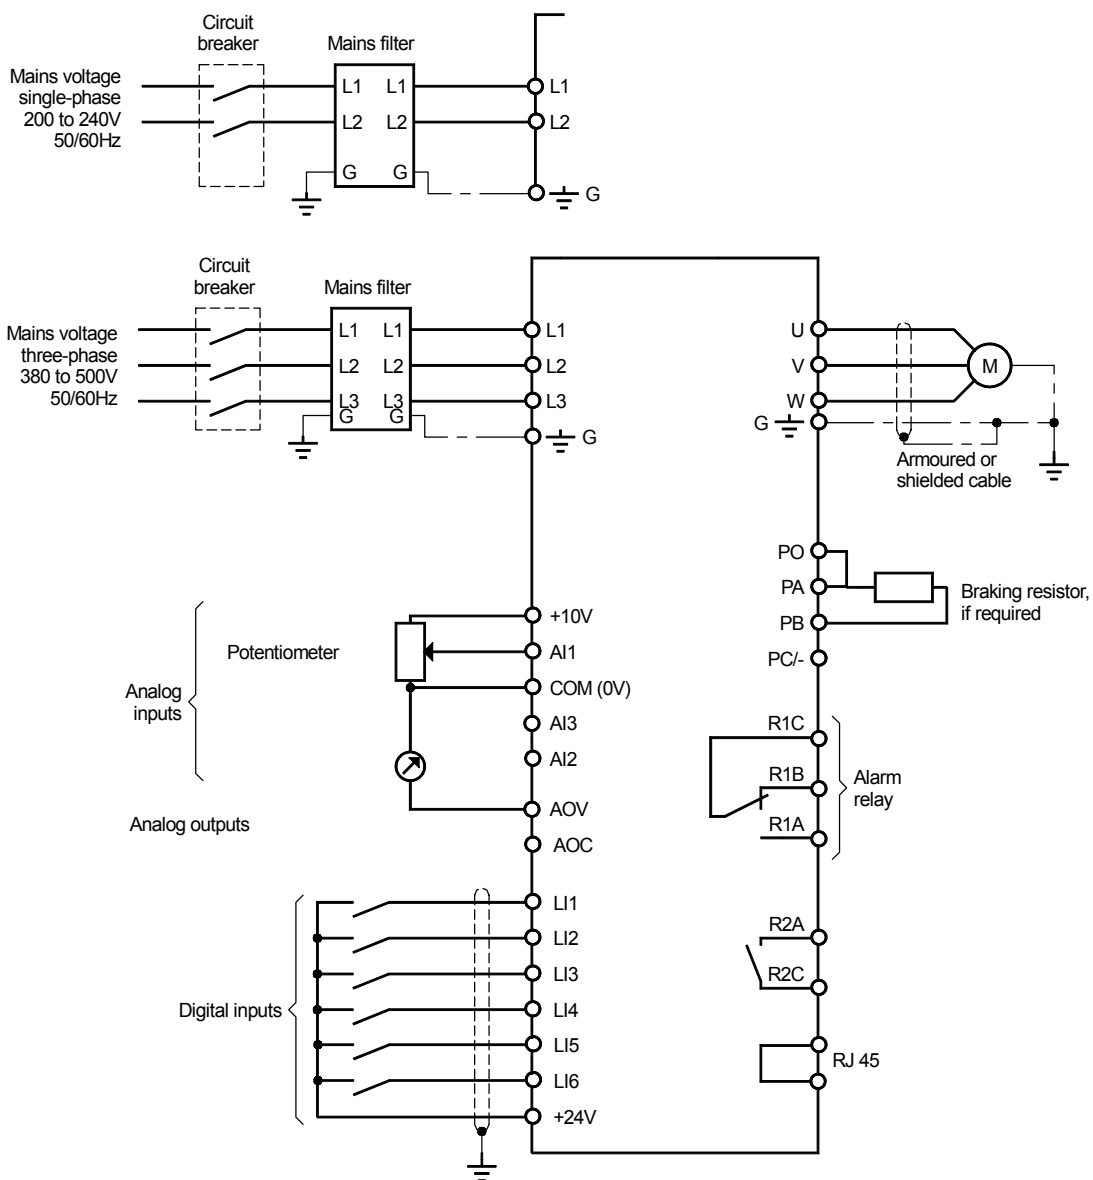 Circuit
breaker
Mains filter
Mains voltage
single-phase
200 to 240V
50/60Hz
L1 L1
L2 L2
G G
L1
L2
G
Circuit
breaker
Mains filter
Mains voltage
three-phase
380 to 500V
50/60Hz
L1 L1
L2 L2
L3 L3
G G
L1
L2
L3
G
U
V
W
G
M
Armoured or
shielded cable
PO
PA
PB
PC/-
Braking resistor,
if required
Analog
inputs
Potentiometer
+10V
AI1
COM (0V)
AI3
AI2
Analog outputs
AOV
AOC
R1C
R1B
R1A
Alarm
relay
Digital inputs
LI1
LI2
LI3
LI4
LI5
LI6
+24V
R2A
R2C
RJ 45